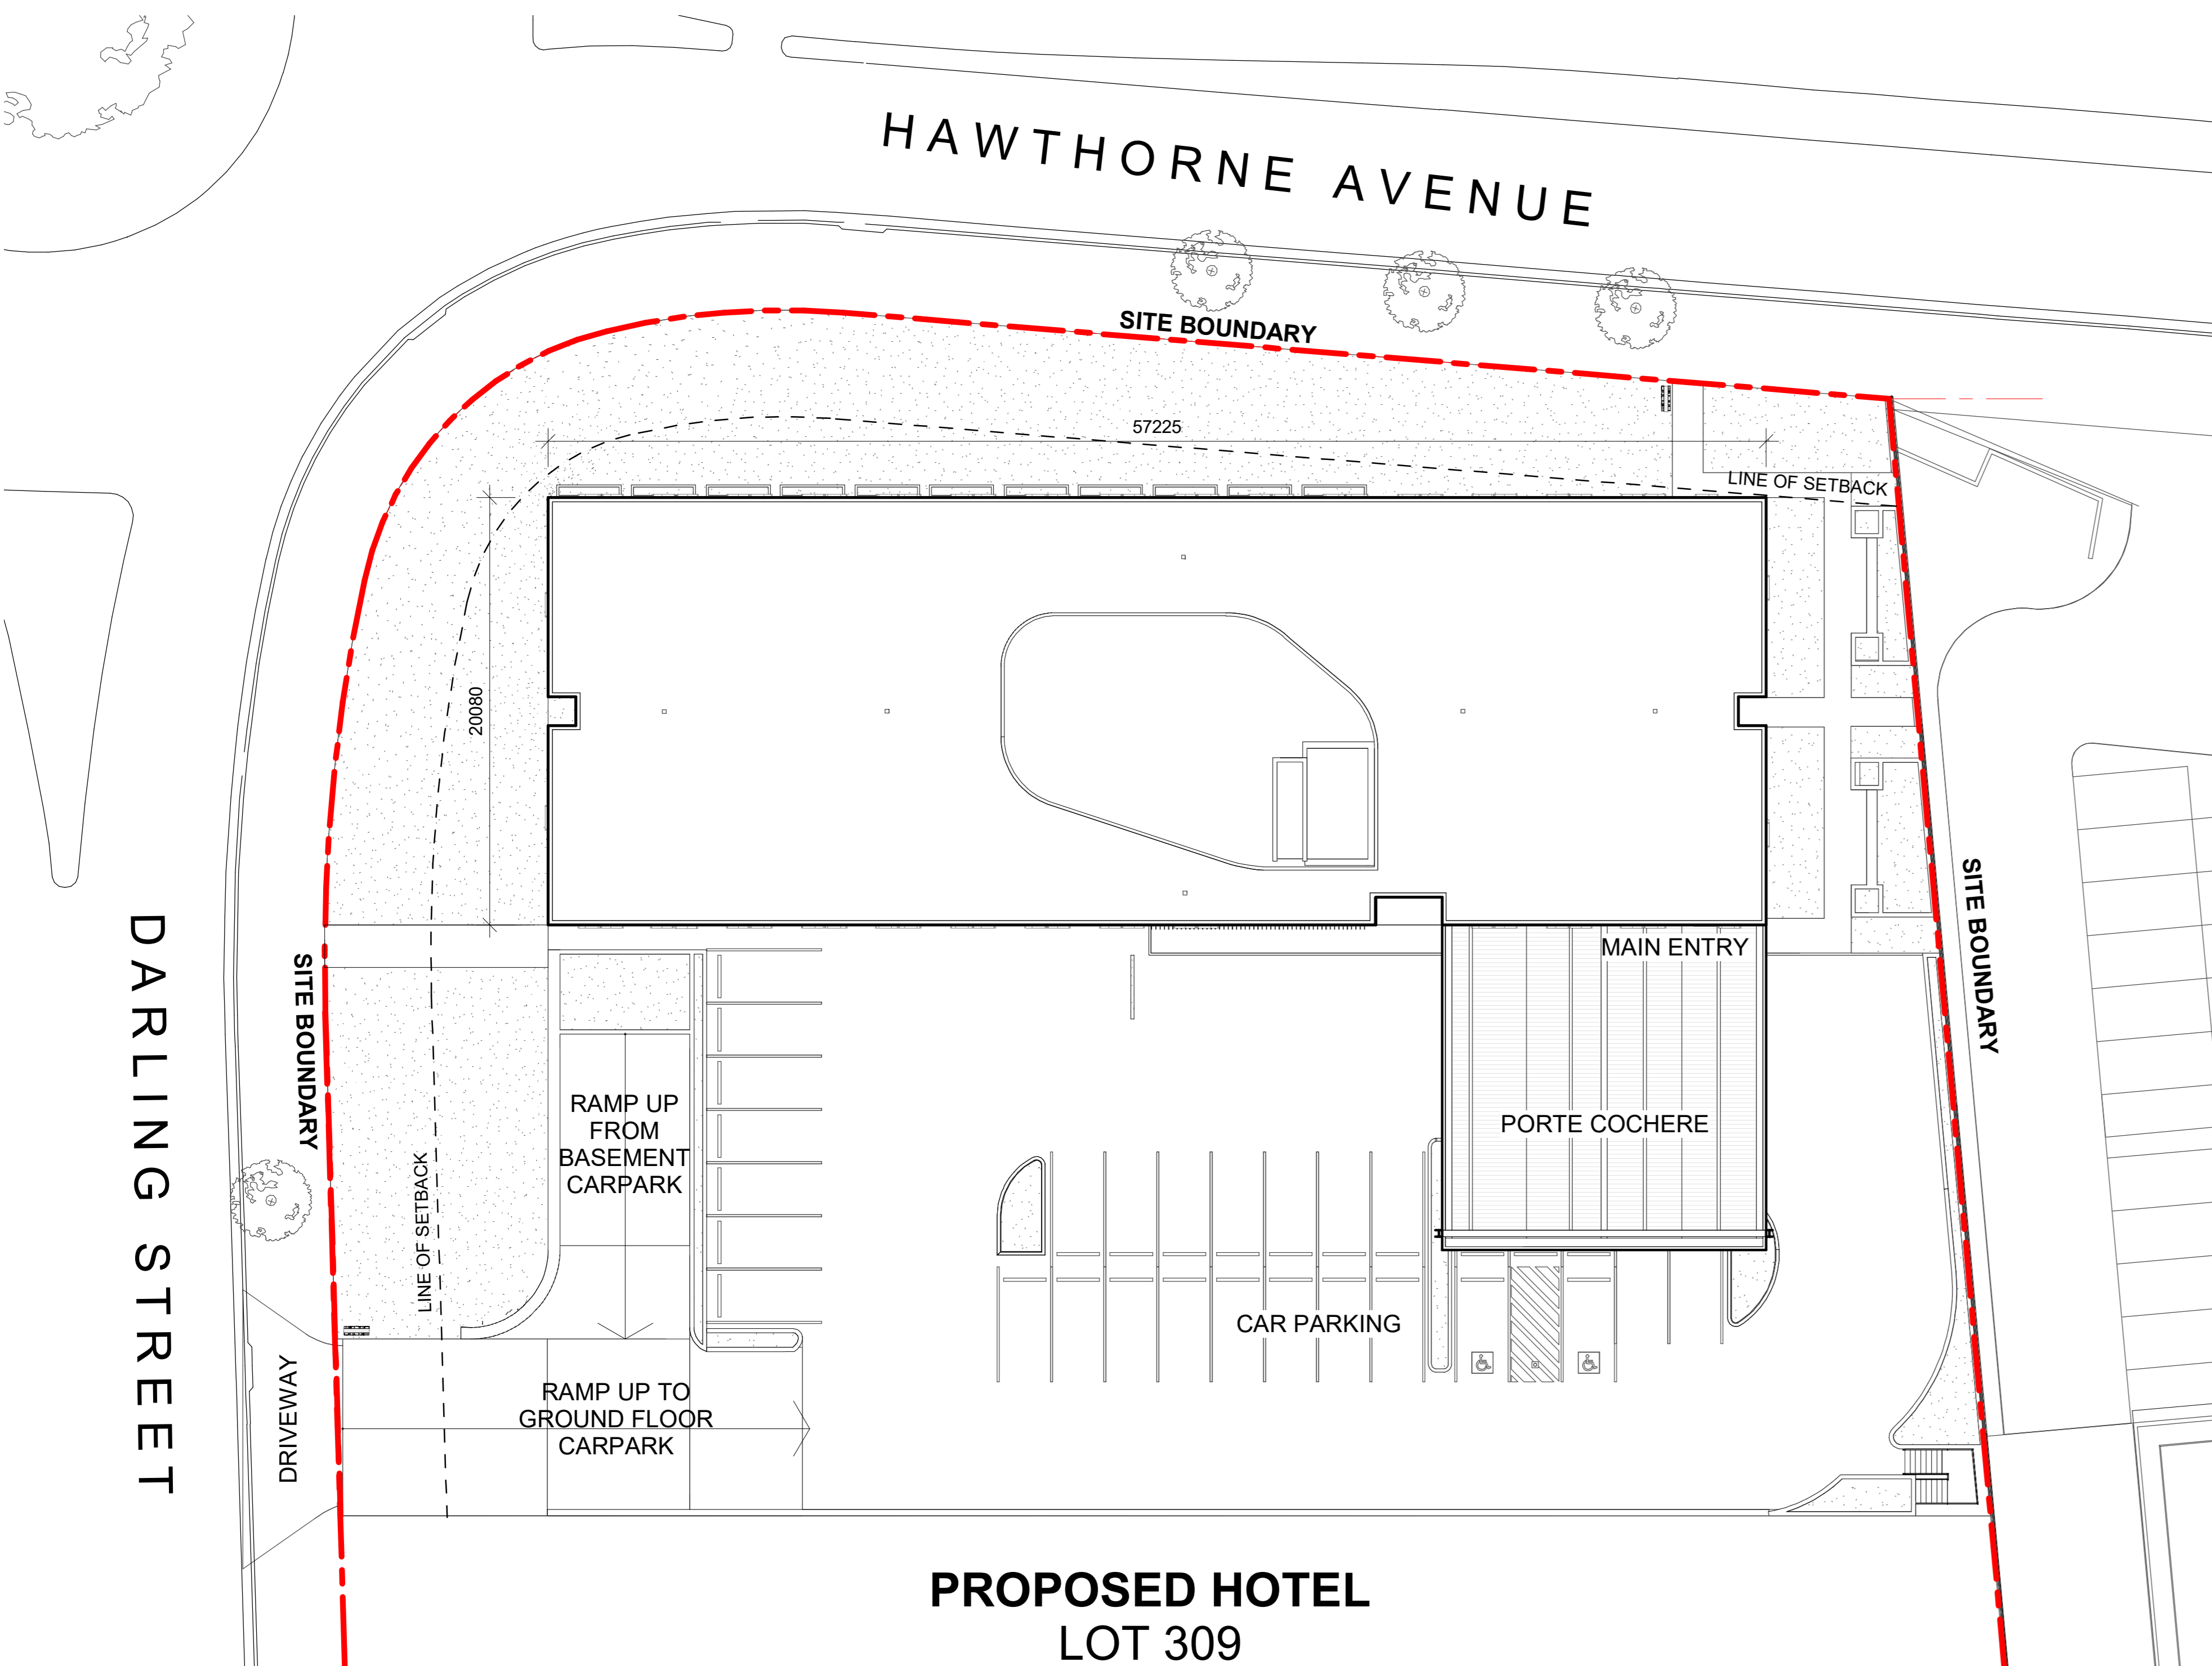 HAWTHORNE AVENUE
SITE BOUNDARY
57225
LINE OF SETBACK
20080
MAIN ENTRY
SITE BOUNDARY
DARLING STREET
SITE BOUNDARY
RAMP UP
FROM
BASEMENT
CARPARK
PORTE COCHERE
LINE OF SETBACK
CAR PARKING
DRIVEWAY
RAMP UP TO
GROUND FLOOR
CARPARK
PROPOSED HOTEL
LOT 309